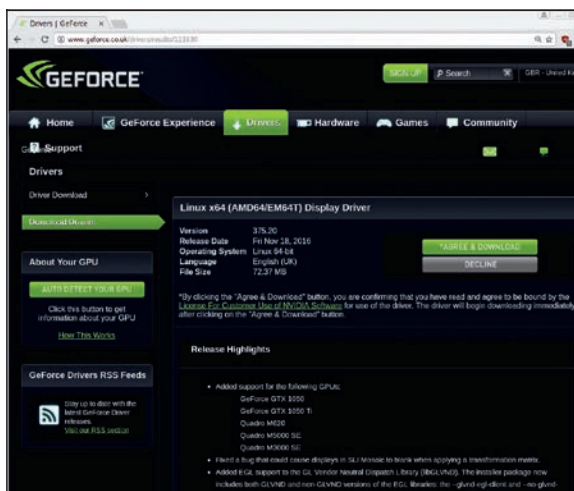 Drivers | GeForce
www.geforce.co.uk/drivers/results/
GEFORCE
SIGN UP
Search
GBR - United
Home
GeForce Experience
Drivers
Hardware
Games
Community
Support
Drivers
Driver Download
Download Drivers
Linux x64 (AMD64/EM64T) Display Driver
Version 375.20
Release Date Fri Nov 18, 2016
Operating System Linux 64-bit
Language English (UK)
File Size 72.37 MB
*AGREE & DOWNLOAD
DECLINE
About Your GPU
AUTO DETECT YOUR GPU
Click this button to get
information about your GPU
How This Works
*By clicking the "Agree & Download" button, you are confirming that you have read and agree to be bound by the
License For Customer Use of NVIDIA Software for use of the driver. The driver will begin downloading immediately
after clicking on the "Agree & Download" button.
Release Highlights
GeForce Drivers RSS Feeds
Stay up to date with the
latest GeForce Driver
releases.
Visit our RSS section
Added support for the following GPUs:
GeForce GTX 1050
GeForce GTX 1050 Ti
Quadro M620
Quadro M5000 SE
Quadro M3000 SE
Fixed a bug that could cause displays in SLI Mosaic to blank when applying a transformation matrix.
Added EGL support to the GL Vendor Neutral Dispatch Library (libGLVND). The installer package now
includes both GLVND and non-GLVND versions of the EGL libraries: the --glvnd-egl-client and --no-glvnd-